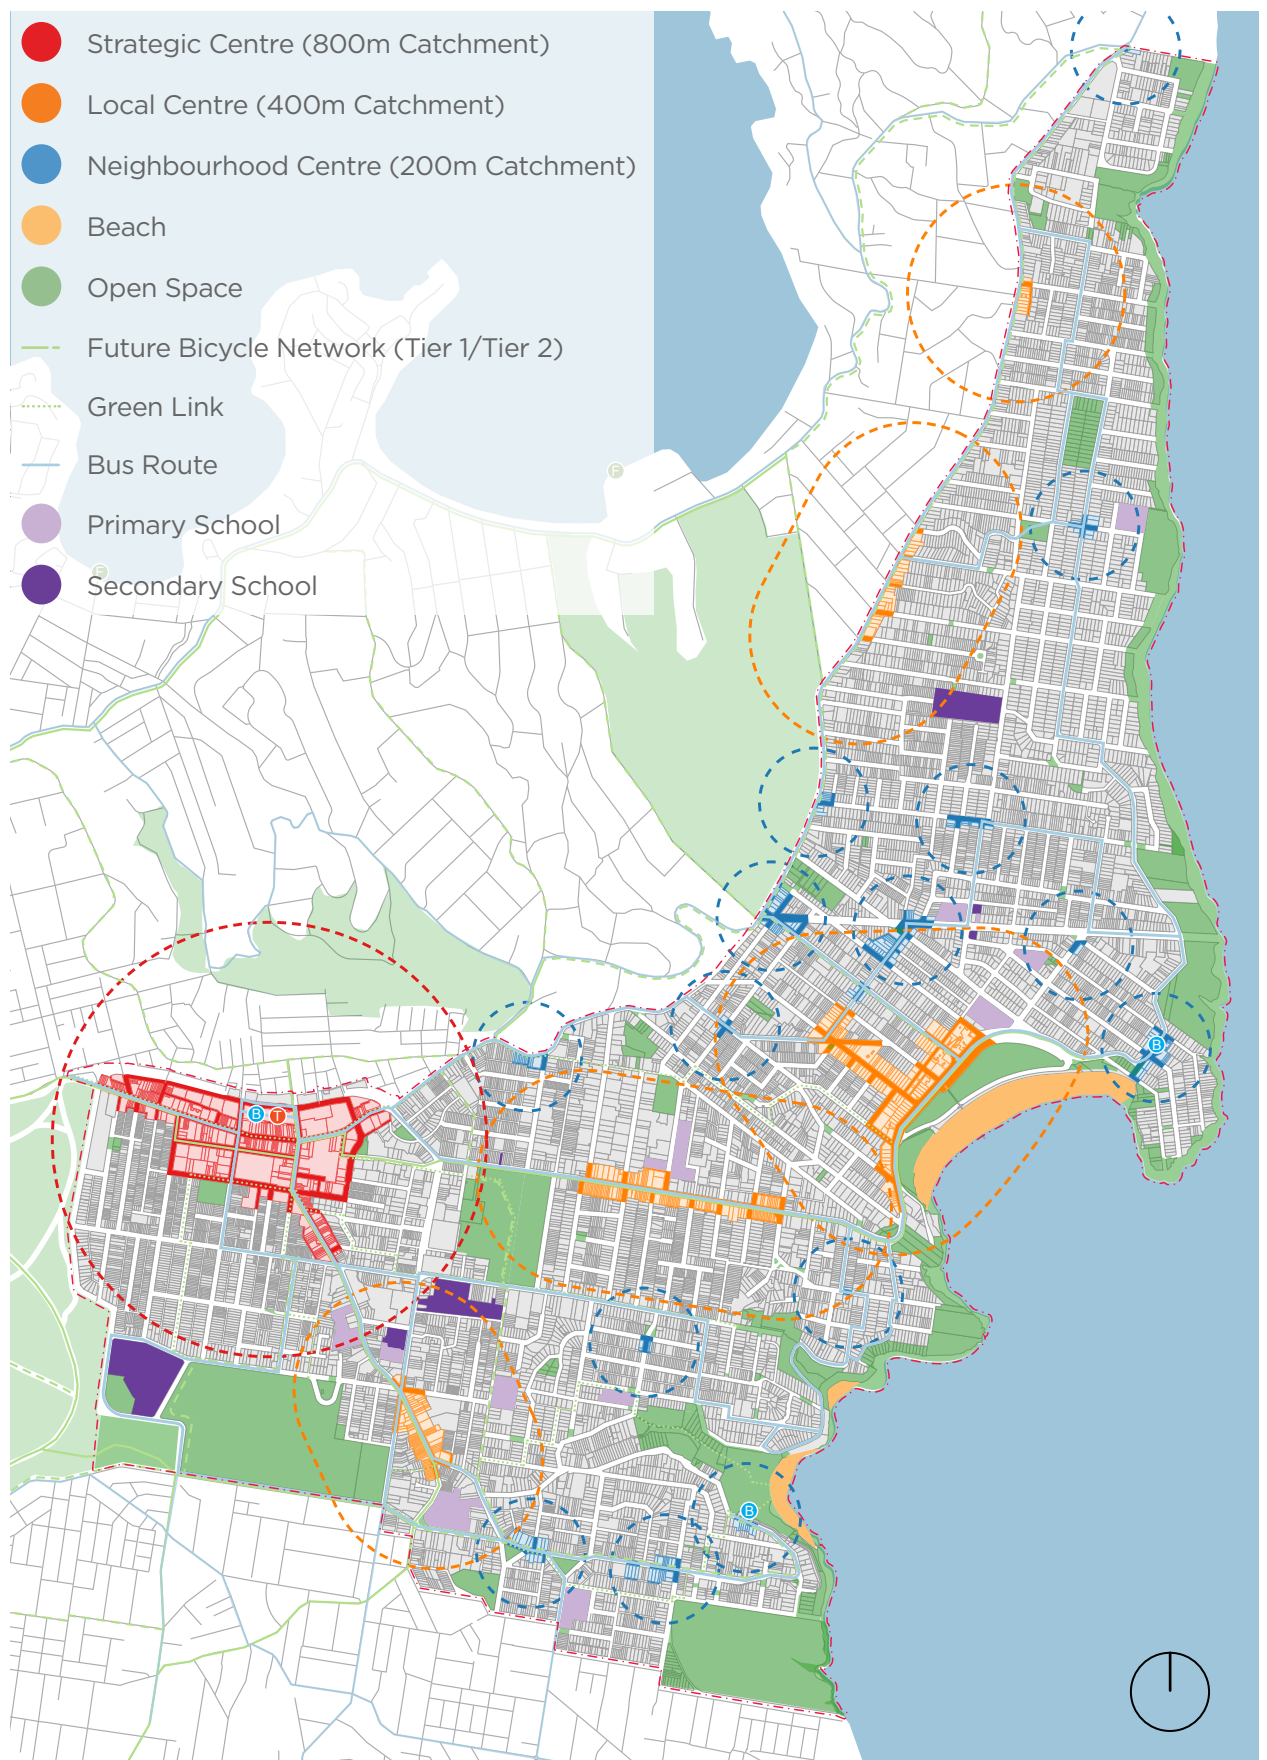 Strategic Centre (800m Catchment)
Local Centre (400m Catchment)
Neighbourhood Centre (200m Catchment)
Beach
Open Space
Future Bicycle Network (Tier 1/Tier 2)
Green Link
Bus Route
Primary School
Secondary School
F
F
B
B
T
B